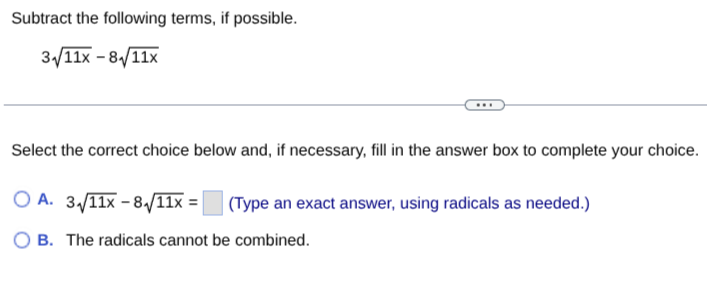 Subtract the following terms, if possible.
3√11x − 8√11x
Select the correct choice below and, if necessary, fill in the answer box to complete your choice.
A. 3√11x − 8√11x = (Type an exact answer, using radicals as needed.)
B. The radicals cannot be combined.